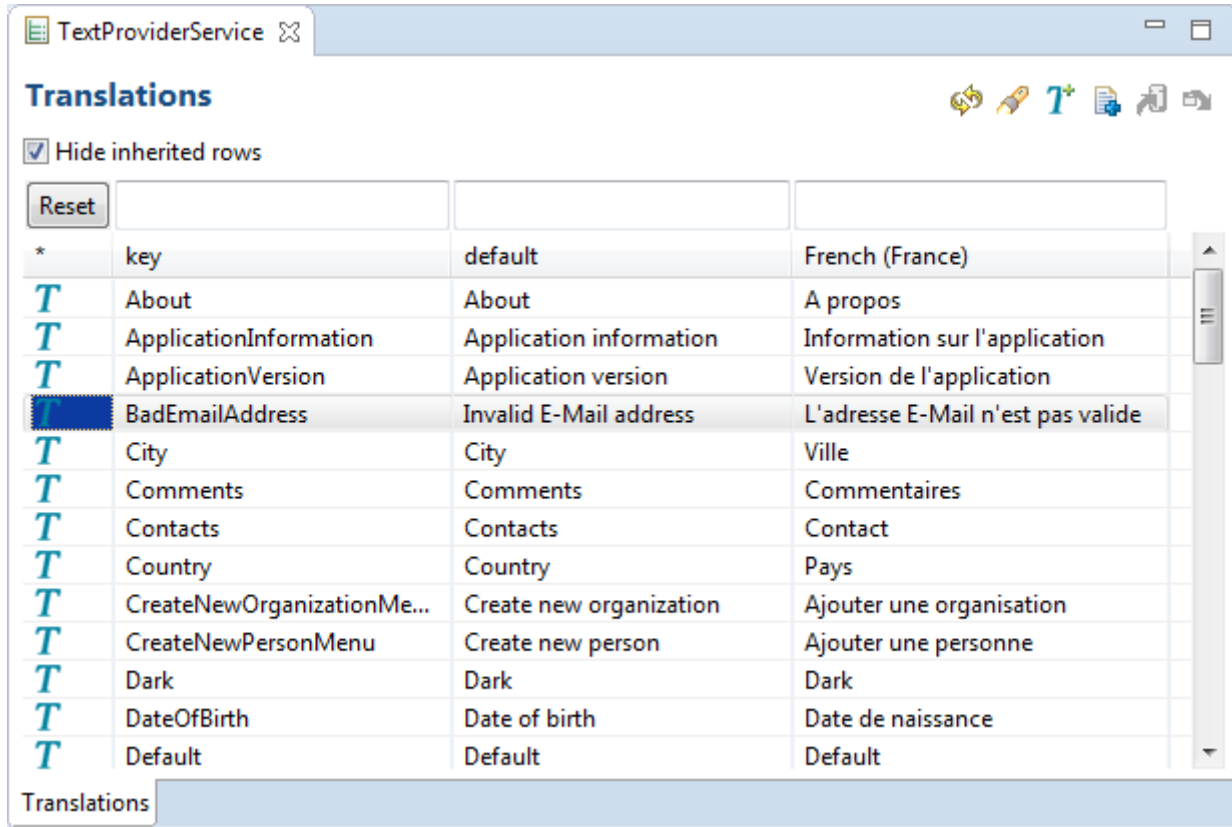 TextProviderService
Translations
Hide inherited rows
Reset
* key default French (France)
T About About A propos
T ApplicationInformation Application information Information sur l'application
T ApplicationVersion Application version Version de l'application
T BadEmailAddress Invalid E-Mail address L'adresse E-Mail n'est pas valide
T City City Ville
T Comments Comments Commentaires
T Contacts Contacts Contact
T Country Country Pays
T CreateNewOrganizationMe... Create new organization Ajouter une organisation
T CreateNewPersonMenu Create new person Ajouter une personne
T Dark Dark Dark
T DateOfBirth Date of birth Date de naissance
T Default Default Default
Translations